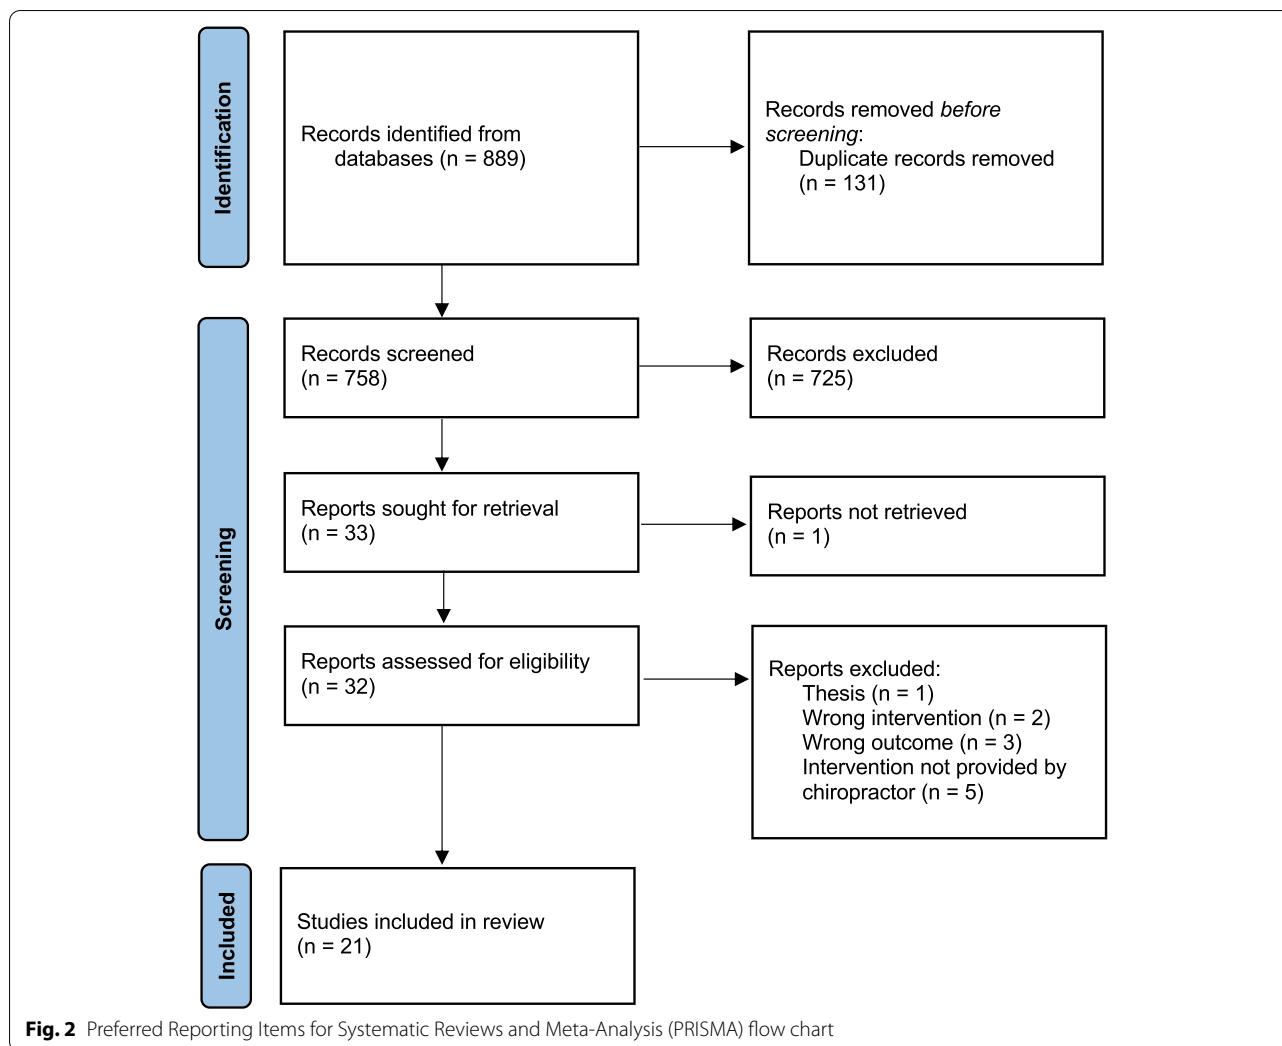 Identification
Records identified from
databases (n = 889)
Records removed before
screening:
Duplicate records removed
(n = 131)
Screening
Records screened
(n = 758)
Records excluded
(n = 725)
Reports sought for retrieval
(n = 33)
Reports not retrieved
(n = 1)
Reports assessed for eligibility
(n = 32)
Reports excluded:
Thesis (n = 1)
Wrong intervention (n = 2)
Wrong outcome (n = 3)
Intervention not provided by
chiropractor (n = 5)
Included
Studies included in review
(n = 21)
Fig. 2 Preferred Reporting Items for Systematic Reviews and Meta-Analysis (PRISMA) flow chart